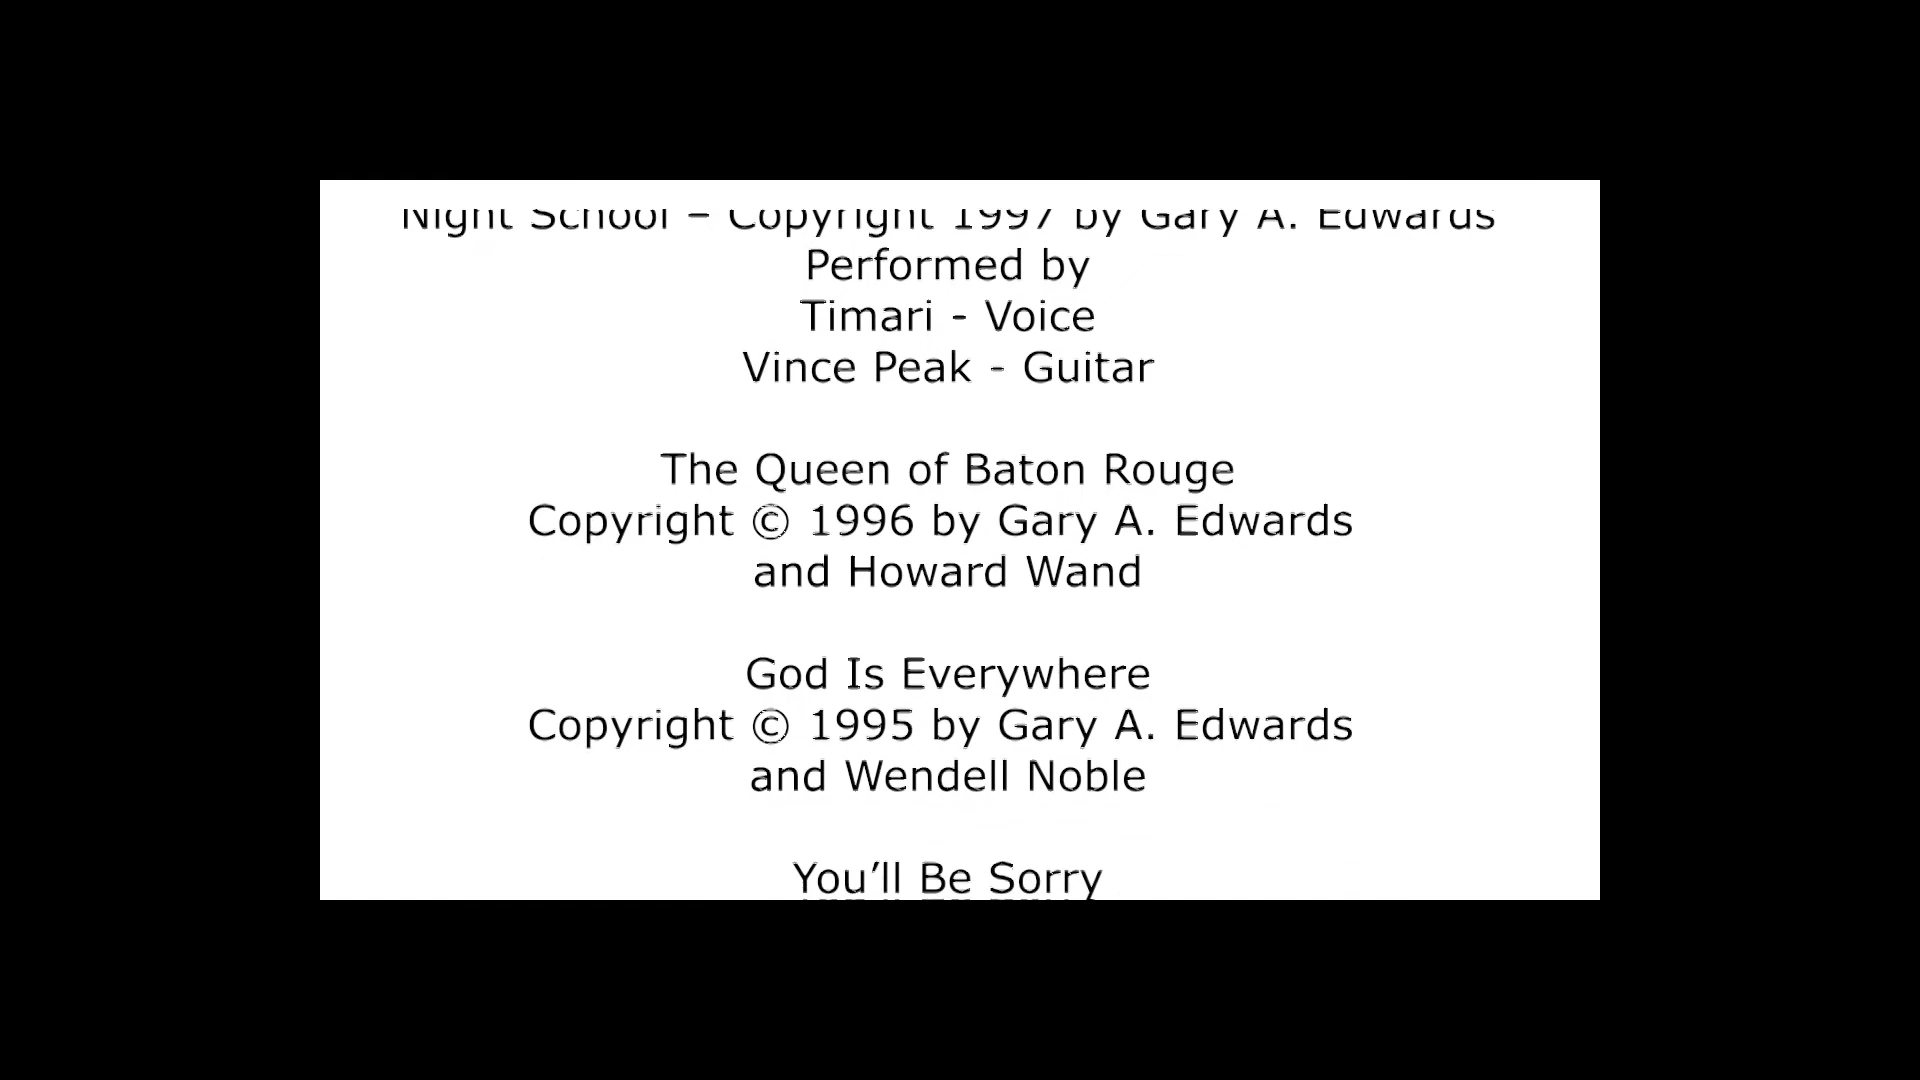 Night School – Copyright 1997 by Gary A. Edwards
Performed by
Timari - Voice
Vince Peak - Guitar
The Queen of Baton Rouge
Copyright © 1996 by Gary A. Edwards
and Howard Wand
God Is Everywhere
Copyright © 1995 by Gary A. Edwards
and Wendell Noble
You’ll Be Sorry